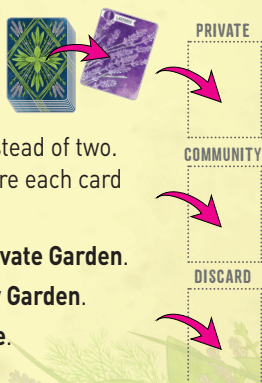 PRIVATE
stead of two.
re each card
COMMUNITY
vate Garden.
Garden.
DISCARD
e.